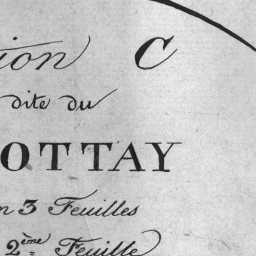 ion C
dite du
OTTAY
n 3 Feuilles
2ème Feuille